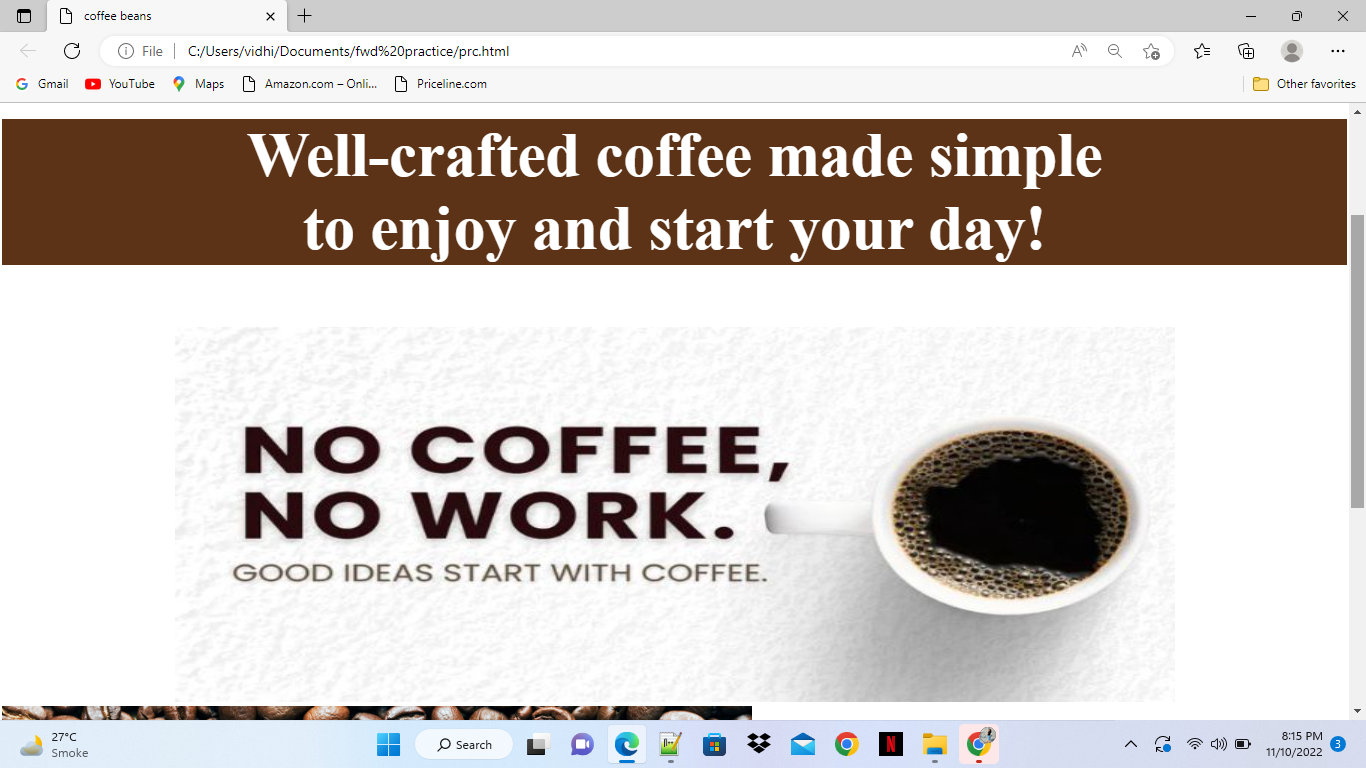 coffee beans
File C:/Users/vidhi/Documents/fwd%20practice/prc.html
Gmail YouTube Maps Amazon.com – Onli... Priceline.com Other favorites
Well-crafted coffee made simple
to enjoy and start your day!
NO COFFEE,
NO WORK.
GOOD IDEAS START WITH COFFEE.
27°C
Smoke
Search
8:15 PM
11/10/2022
3